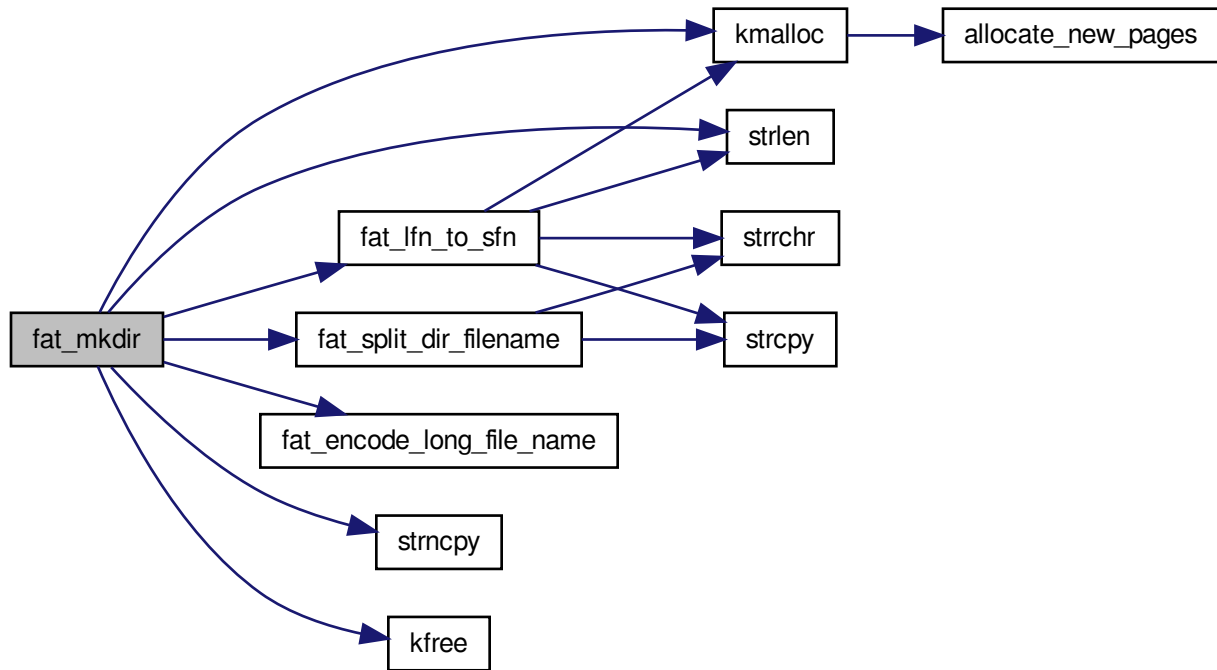 kmalloc
allocate_new_pages
strlen
fat_lfn_to_sfn
strrchr
fat_mkdir
fat_split_dir_filename
strcpy
fat_encode_long_file_name
strncpy
kfree